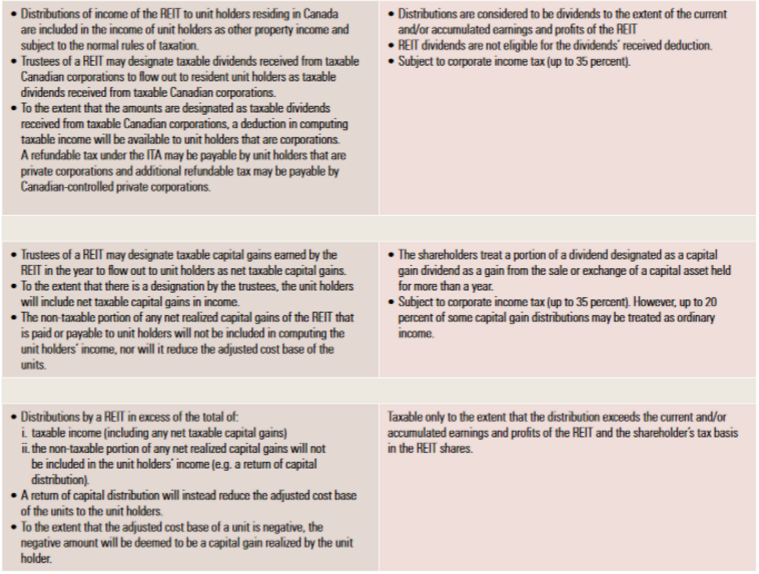 • Distributions of income of the REIT to unit holders residing in Canada
are included in the income of unit holders as other property income and
subject to the normal rules of taxation.
• Trustees of a REIT may designate taxable dividends received from taxable
Canadian corporations to flow out to resident unit holders as taxable
dividends received from taxable Canadian corporations.
• To the extent that the amounts are designated as taxable dividends
received from taxable Canadian corporations, a deduction in computing
taxable income will be available to unit holders that are corporations.
A refundable tax under the ITA may be payable by unit holders that are
private corporations and additional refundable tax may be payable by
Canadian-controlled private corporations.
• Distributions are considered to be dividends to the extent of the current
and/or accumulated earnings and profits of the REIT
• REIT dividends are not eligible for the dividends' received deduction.
• Subject to corporate income tax (up to 35 percent).
• Trustees of a REIT may designate taxable capital gains earned by the
REIT in the year to flow out to unit holders as net taxable capital gains.
• To the extent that there is a designation by the trustees, the unit holders
will include net taxable capital gains in income.
• The non-taxable portion of any net realized capital gains of the REIT that
is paid or payable to unit holders will not be included in computing the
unit holders' income, nor will it reduce the adjusted cost base of the
units.
• The shareholders treat a portion of a dividend designated as a capital
gain dividend as a gain from the sale or exchange of a capital asset held
for more than a year.
• Subject to corporate income tax (up to 35 percent). However, up to 20
percent of some capital gain distributions may be treated as ordinary
income.
• Distributions by a REIT in excess of the total of:
i. taxable income (including any net taxable capital gains)
ii. the non-taxable portion of any net realized capital gains will not
be included in the unit holders' income (e.g. a return of capital
distribution).
• A return of capital distribution will instead reduce the adjusted cost base
of the units to the unit holders.
• To the extent that the adjusted cost base of a unit is negative, the
negative amount will be deemed to be a capital gain realized by the unit
holder.
Taxable only to the extent that the distribution exceeds the current and/or
accumulated earnings and profits of the REIT and the shareholder's tax basis
in the REIT shares.